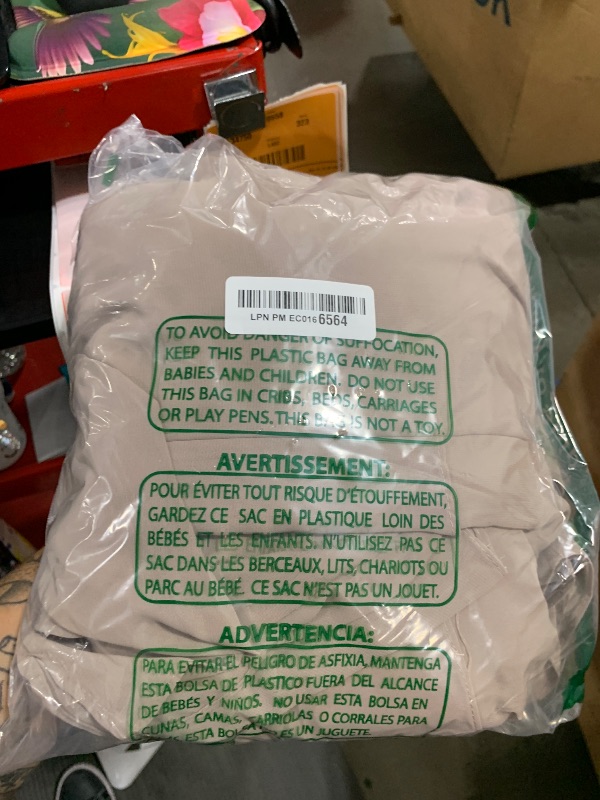 LPN PM EC0166564
TO AVOID DANGER OF SUFFOCATION,
KEEP THIS PLASTIC BAG AWAY FROM
BABIES AND CHILDREN. DO NOT USE
THIS BAG IN CRIBS, BEDS, CARRIAGES
OR PLAY PENS. THIS BAG IS NOT A TOY.
AVERTISSEMENT:
POUR ÉVITER TOUT RISQUE D'ÉTOUFFEMENT,
GARDEZ CE SAC EN PLASTIQUE LOIN DES
BÉBÉS ET LES ENFANTS. N'UTILISEZ PAS CE
SAC DANS LES BERCEAUX, LITS, CHARIOTS OU
PARC AU BÉBÉ. CE SAC N'EST PAS UN JOUET.
ADVERTENCIA:
PARA EVITAR EL PELIGRO DE ASFIXIA, MANTENGA
ESTA BOLSA DE PLASTICO FUERA DEL ALCANCE
DE BEBÉS Y NIÑOS. NO USAR ESTA BOLSA EN
CUNAS, CAMAS, CARRIOLAS O CORRALES PARA
ESTA BOLSA ES UN JUGUETE.